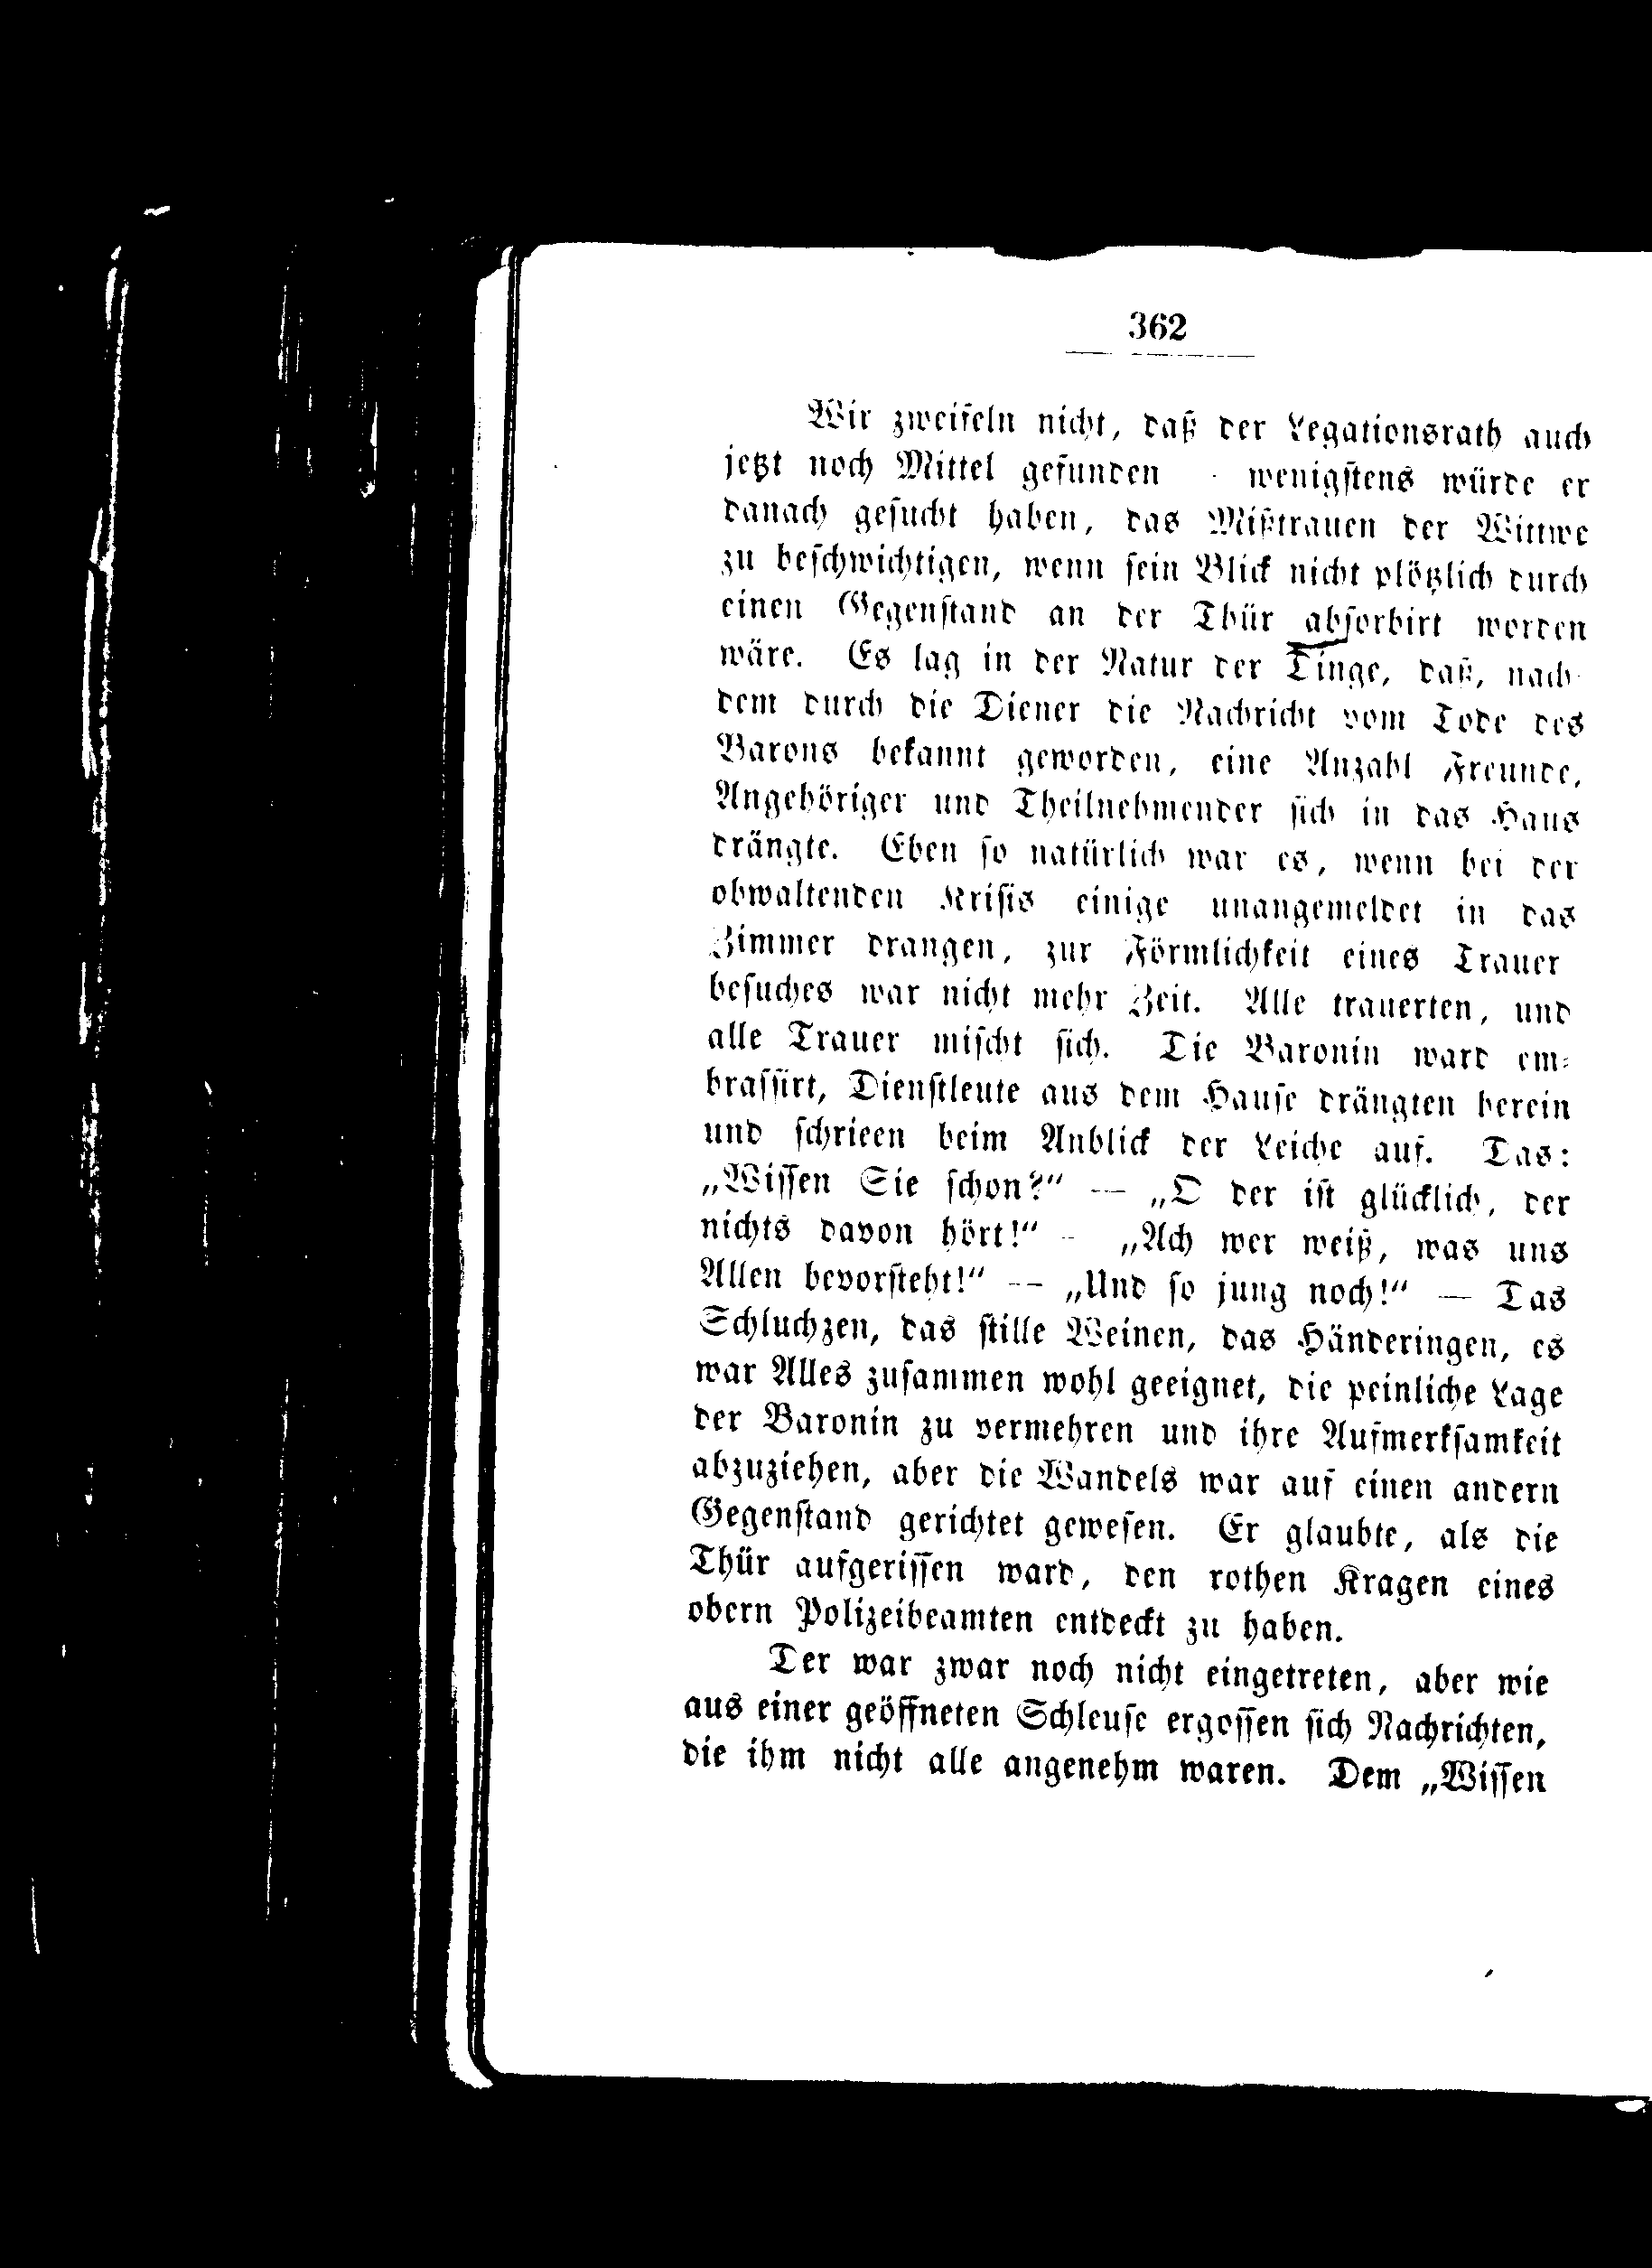 362
Wir zweifeln nicht, daß der Legationsrath auch
jetzt noch Mittel gefunden – wenigstens würde er
danach gesucht haben, das Mißtrauen der Wittwe
zu beschwichtigen, wenn sein Blick nicht plötzlich durch
einen Gegenstand an der Thür absorbirt worden
wäre. Es lag in der Natur der Dinge, daß, nach-
dem durch die Diener die Nachricht vom Tode des
Barons bekannt geworden, eine Anzahl Freunde,
Angehöriger und Theilnehmender sich in das Haus
drängte. Eben so natürlich war es, wenn bei der
obwaltenden Krisis einige unangemeldet in das
Zimmer drangen, zur Förmlichkeit eines Trauer
besuches war nicht mehr Zeit. Alle trauerten, und
alle Trauer mischt sich. Die Baronin ward em-
brassirt, Dienstleute aus dem Hause drängten herein
und schrieen beim Anblick der Leiche auf. Das:
„Wissen Sie schon?“ — „O der ist glücklich, der
nichts davon hört!“ – „Ach wer weiß, was uns
Allen bevorsteht!“ — „Und so jung noch!“ — Das
Schluchzen, das stille Weinen, das Händeringen, es
war Alles zusammen wohl geeignet, die peinliche Lage
der Baronin zu vermehren und ihre Aufmerksamkeit
abzuziehen, aber die Wandels war auf einen andern
Gegenstand gerichtet gewesen. Er glaubte, als die
Thür aufgerissen ward, den rothen Kragen eines
obern Polizeibeamten entdeckt zu haben.
Der war zwar noch nicht eingetreten, aber wie
aus einer geöffneten Schleuse ergossen sich Nachrichten,
die ihm nicht alle angenehm waren. Dem „Wissen